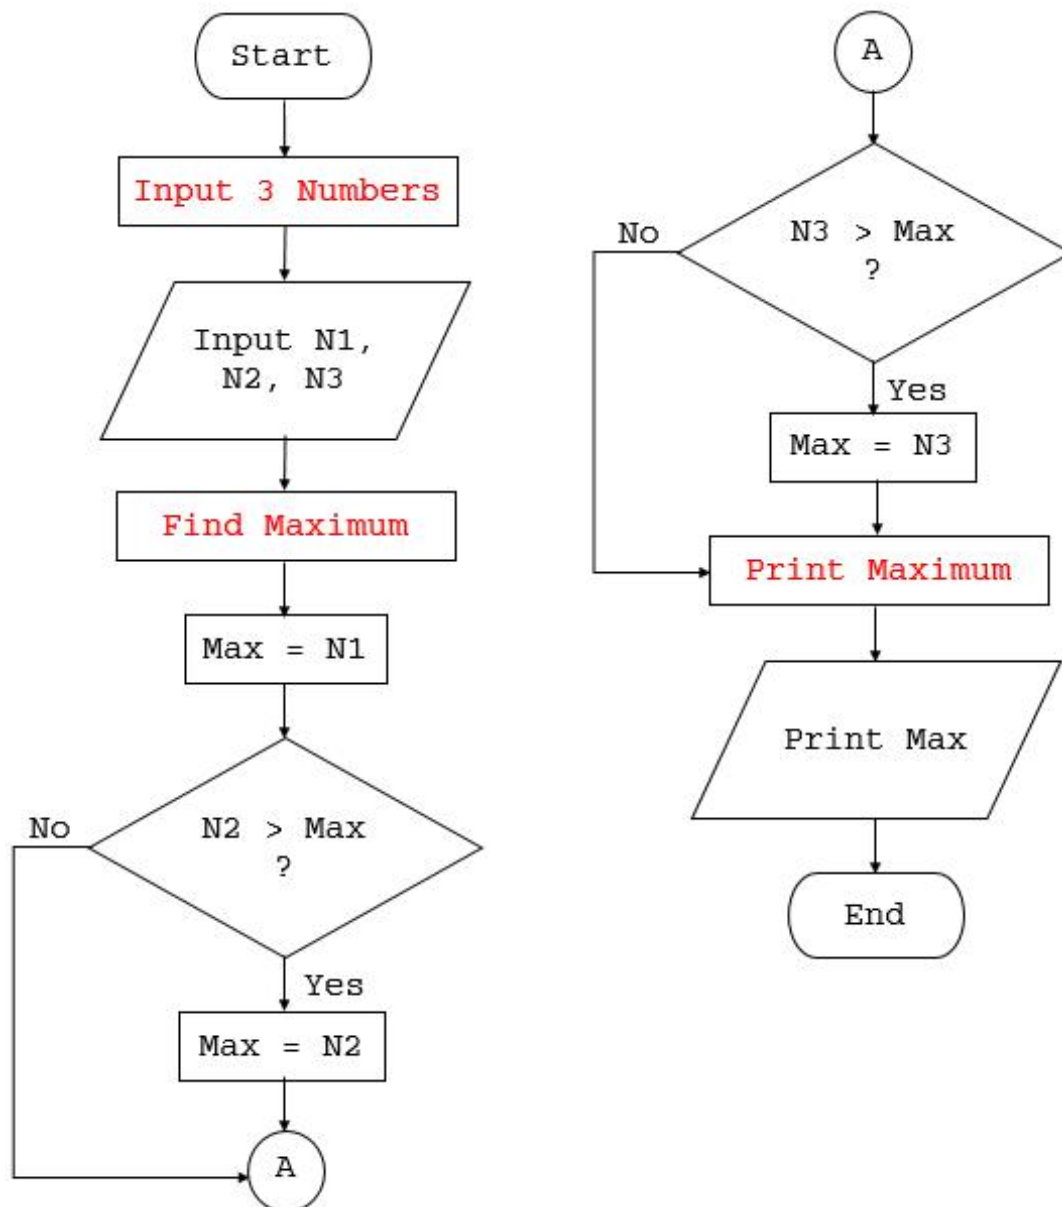 Start
Input 3 Numbers
Input N1,
N2, N3
Find Maximum
Max = N1
N2 > Max
?
No
Yes
Max = N2
A
A
N3 > Max
?
No
Yes
Max = N3
Print Maximum
Print Max
End